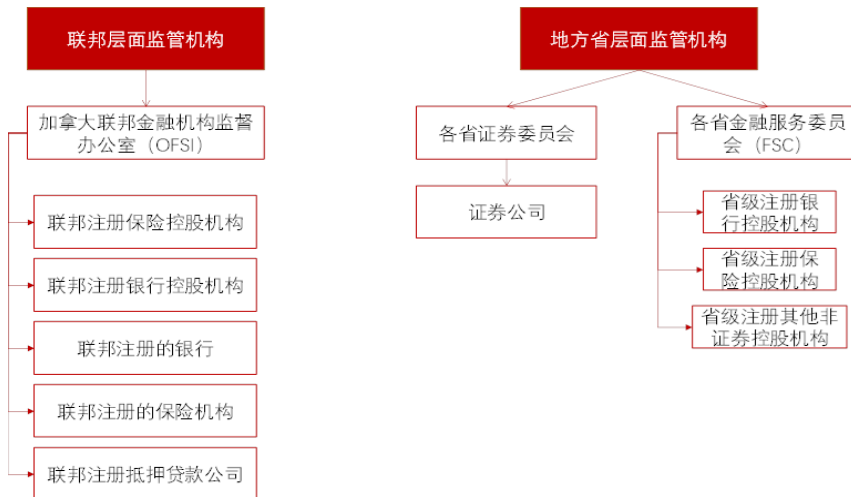 联邦层面监管机构
加拿大联邦金融机构监督
办公室（OFSI）
联邦注册保险控股机构
联邦注册银行控股机构
联邦注册的银行
联邦注册的保险机构
联邦注册抵押贷款公司
地方省层面监管机构
各省证券委员会
证券公司
各省金融服务委员
会（FSC）
省级注册银
行控股机构
省级注册保
险控股机构
省级注册其他非
证券控股机构